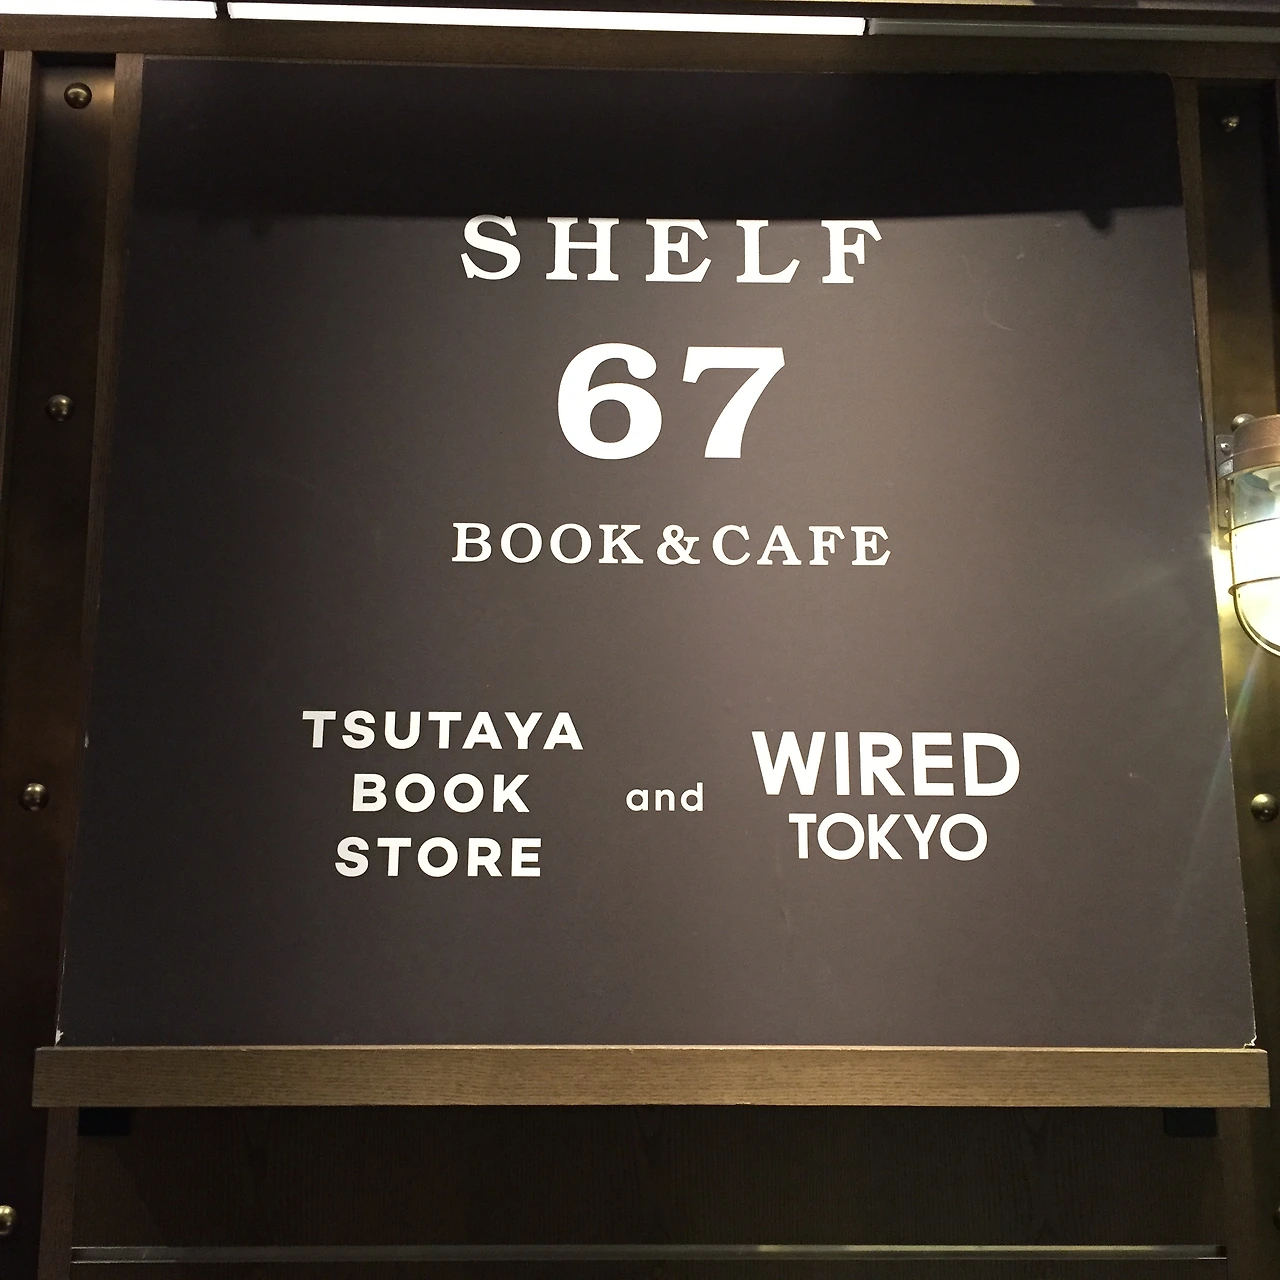 SHELF
67
BOOK & CAFE
TSUTAYA
BOOK
STORE
and
WIRED
TOKYO